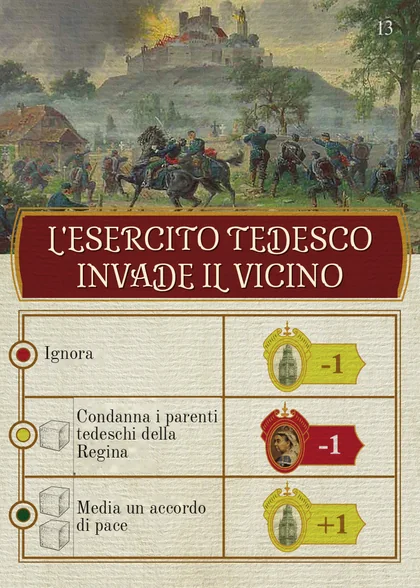 13
L'ESERCITO TEDESCO
INVADE IL VICINO
Ignora
-1
Condanna i parenti
tedeschi della
Regina
-1
Media un accordo
di pace
+1